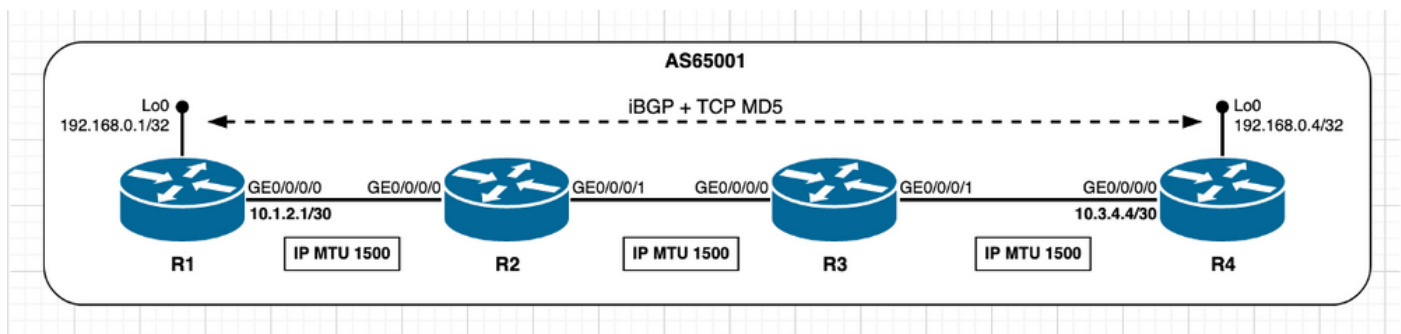 AS65001
iBGP + TCP MD5
Lo0
192.168.0.1/32
Lo0
192.168.0.4/32
GE0/0/0/0
GE0/0/0/0
GE0/0/0/1
GE0/0/0/0
GE0/0/0/1
GE0/0/0/0
10.1.2.1/30
10.3.4.4/30
IP MTU 1500
IP MTU 1500
IP MTU 1500
R1
R2
R3
R4